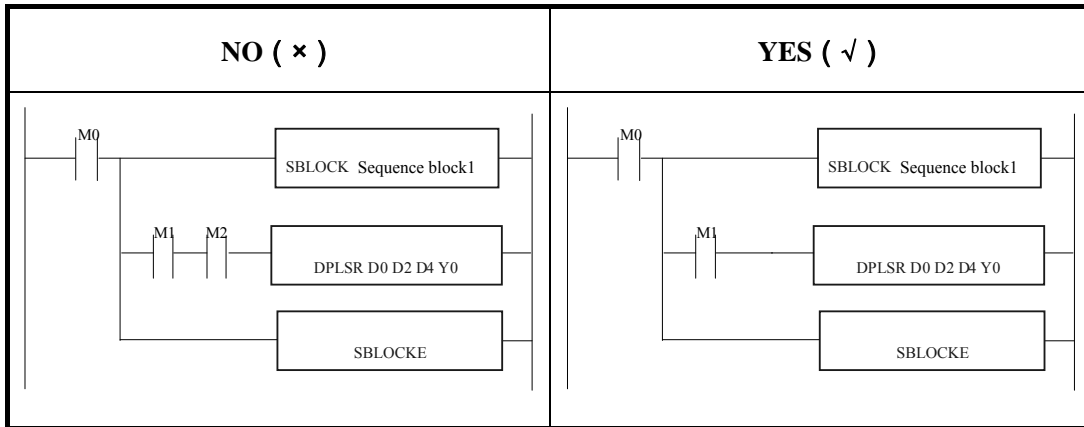 NO ( × )
YES ( √ )
M0
SBLOCK Sequence block1
M1 M2
DPLSR D0 D2 D4 Y0
SBLOCKE
M0
SBLOCK Sequence block1
M1
DPLSR D0 D2 D4 Y0
SBLOCKE